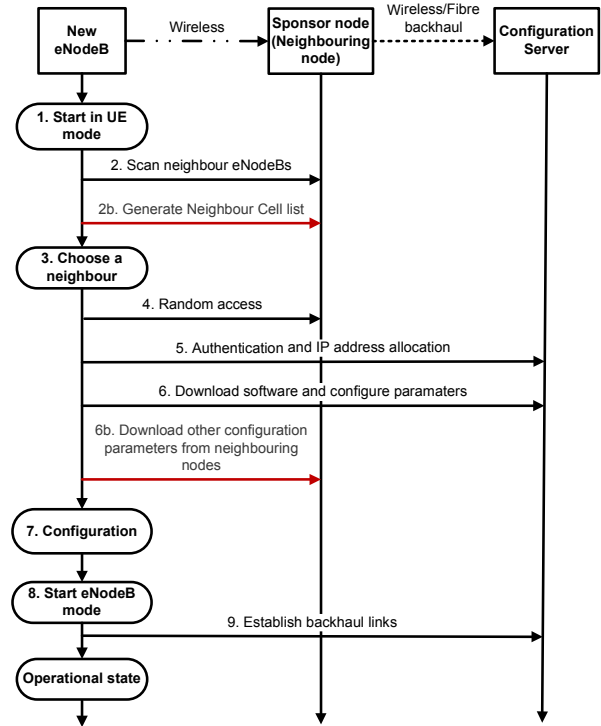 New
eNodeB
Wireless
Sponsor node
(Neighbouring
node)
Wireless/Fibre
backhaul
Configuration
Server
1. Start in UE
mode
2. Scan neighbour eNodeBs
2b. Generate Neighbour Cell list
3. Choose a
neighbour
4. Random access
5. Authentication and IP address allocation
6. Download software and configure paramaters
6b. Download other configuration
parameters from neighbouring
nodes
7. Configuration
8. Start eNodeB
mode
9. Establish backhaul links
Operational state